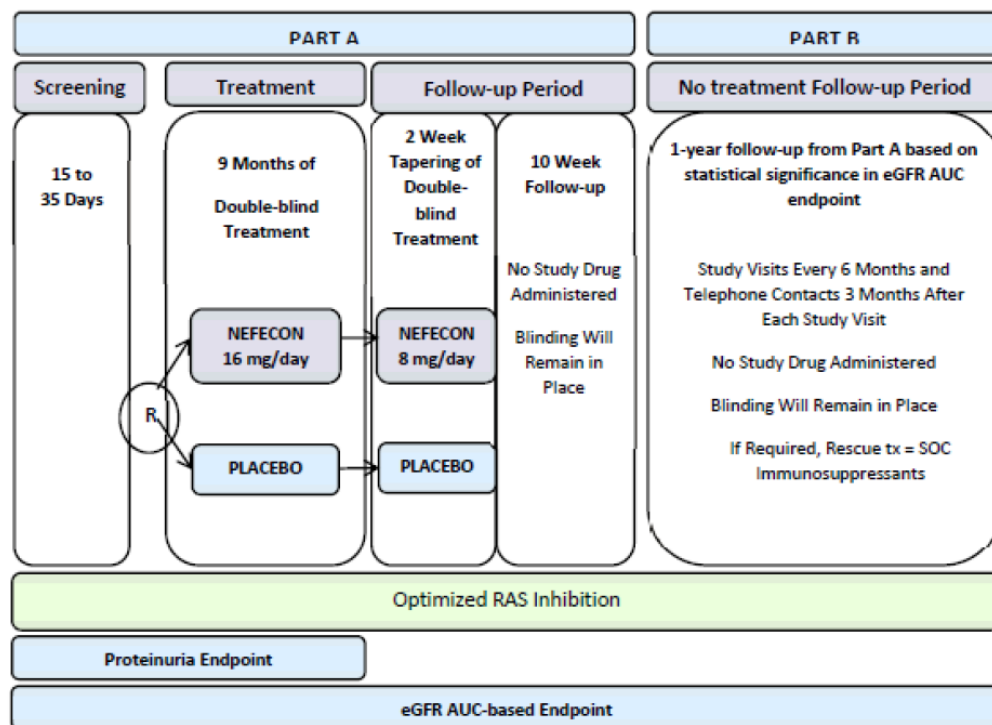 PART A
PART B
Screening
Treatment
Follow-up Period
No treatment Follow-up Period
15 to
35 Days
9 Months of
Double-blind
Treatment
2 Week
Tapering of
Double-
blind
Treatment
10 Week
Follow-up
No Study Drug
Administered
Blinding Will
Remain in
Place
1-year follow-up from Part A based on
statistical significance in eGFR AUC
endpoint
Study Visits Every 6 Months and
Telephone Contacts 3 Months After
Each Study Visit
No Study Drug Administered
Blinding Will Remain in Place
If Required, Rescue tx = SOC
Immunosuppressants
R
NEFECON
16 mg/day
NEFECON
8 mg/day
PLACEBO
PLACEBO
Optimized RAS Inhibition
Proteinuria Endpoint
eGFR AUC-based Endpoint